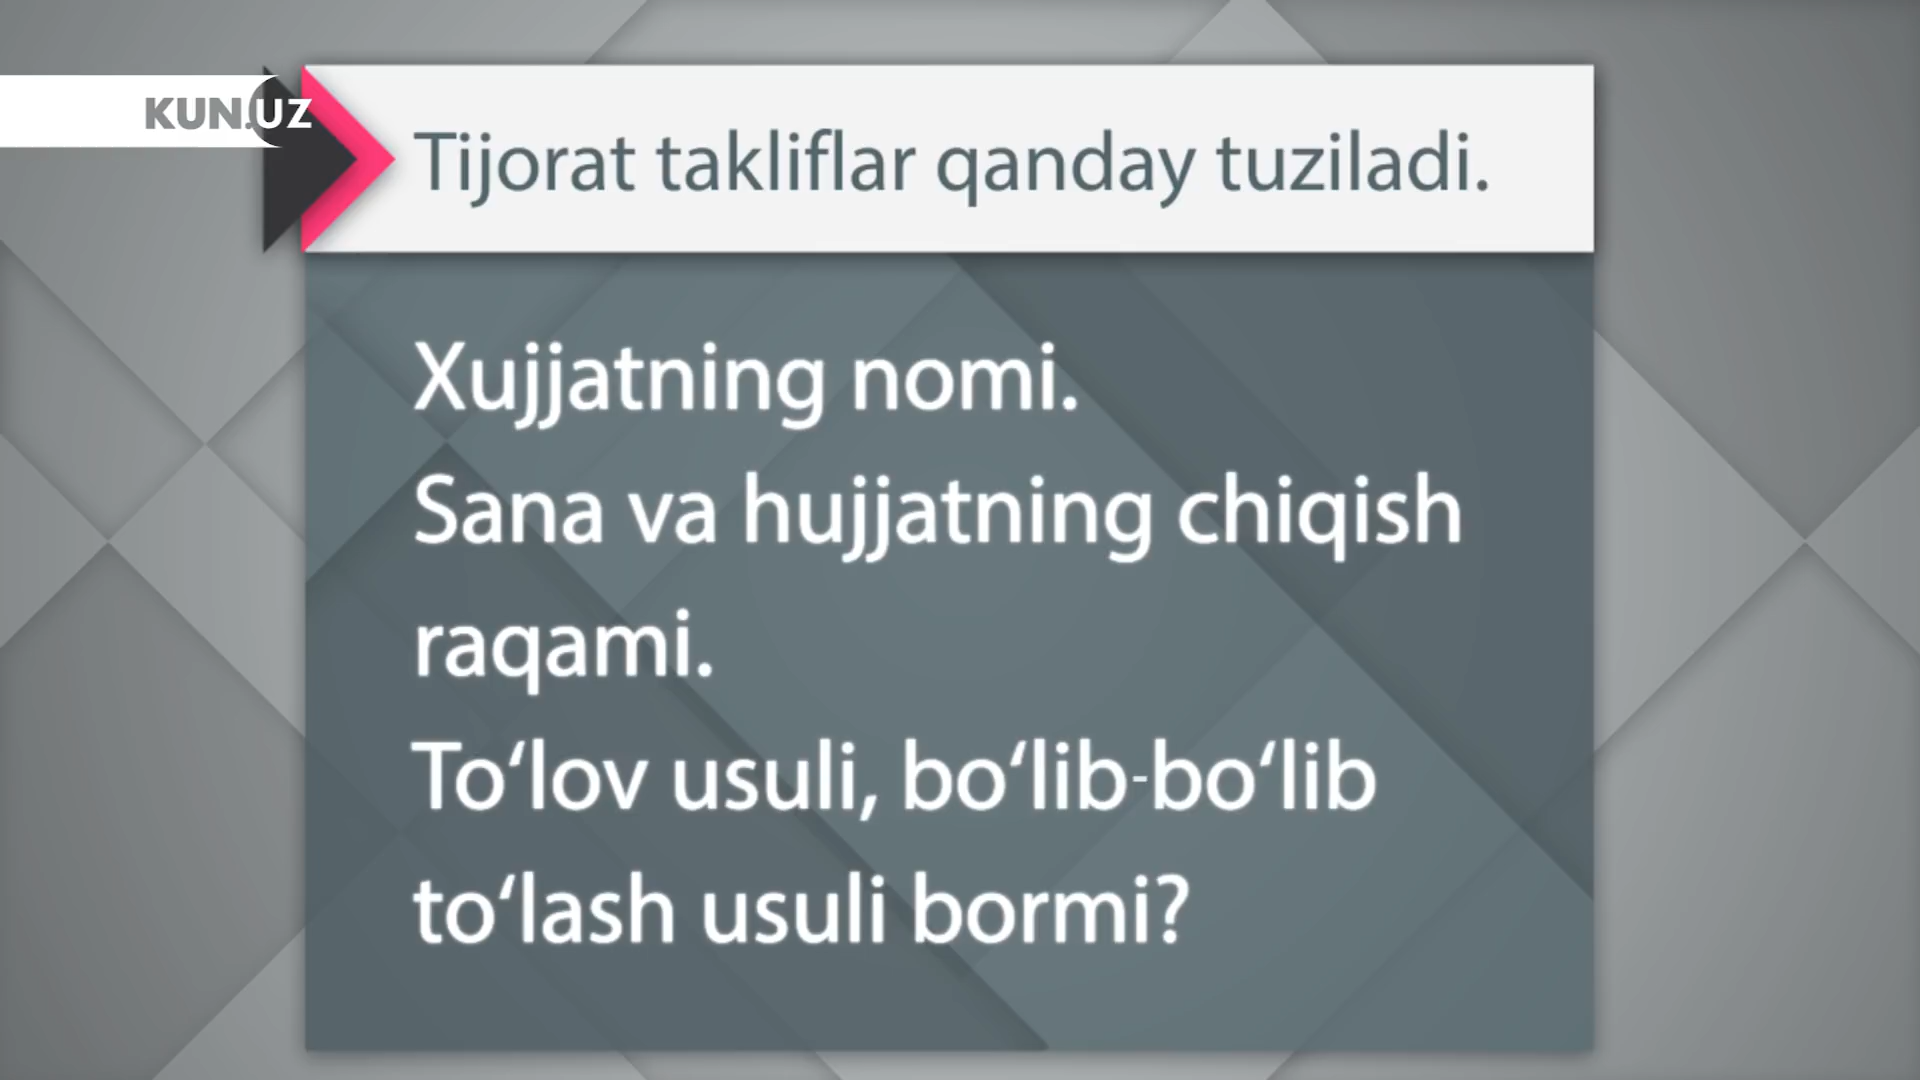 KUN.UZ
Tijorat takliflar qanday tuziladi.
Xujjatning nomi.
Sana va hujjatning chiqish
raqami.
To‘lov usuli, bo‘lib-bo‘lib
to‘lash usuli bormi?